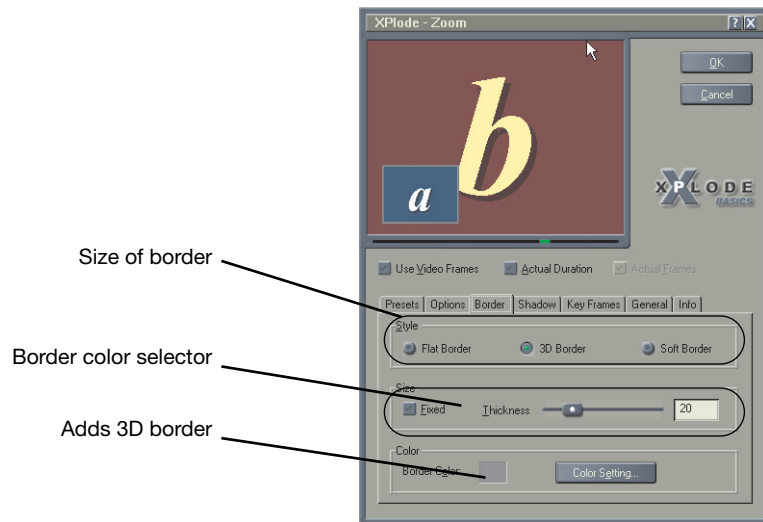 XPlode - Zoom
b
a
OK
Cancel
XPLODE
BASICS
Use Video Frames Actual Duration Actual Frames
Size of border
Presets Options Border Shadow Key Frames General Info
Style
Flat Border 3D Border Soft Border
Border color selector
Size
Fixed Thickness 20
Adds 3D border
Color
Border Color: Color Setting...